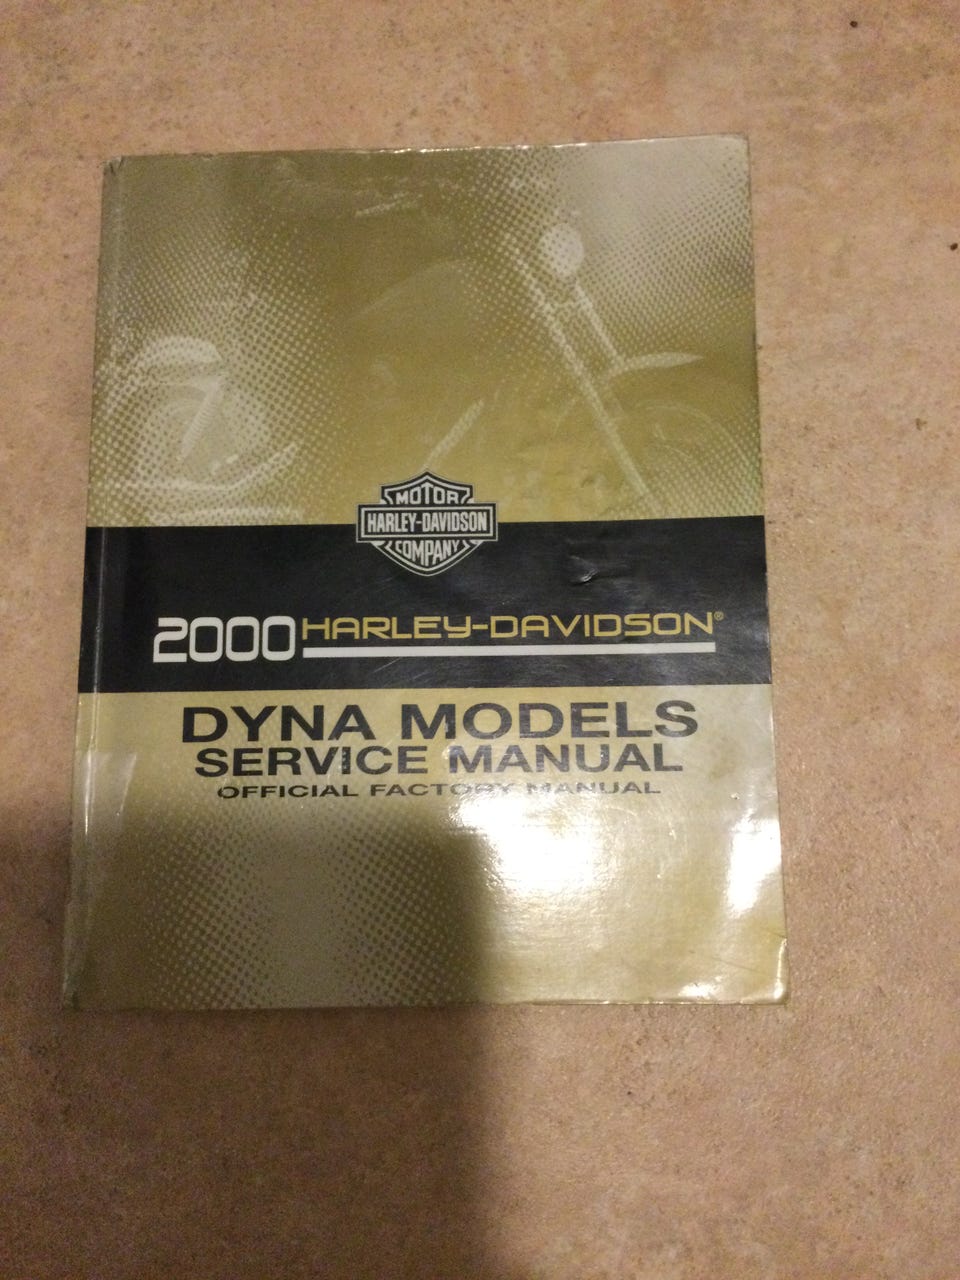 MOTOR
HARLEY-DAVIDSON
COMPANY
2000 HARLEY-DAVIDSON®
DYNA MODELS
SERVICE MANUAL
OFFICIAL FACTORY MANUAL